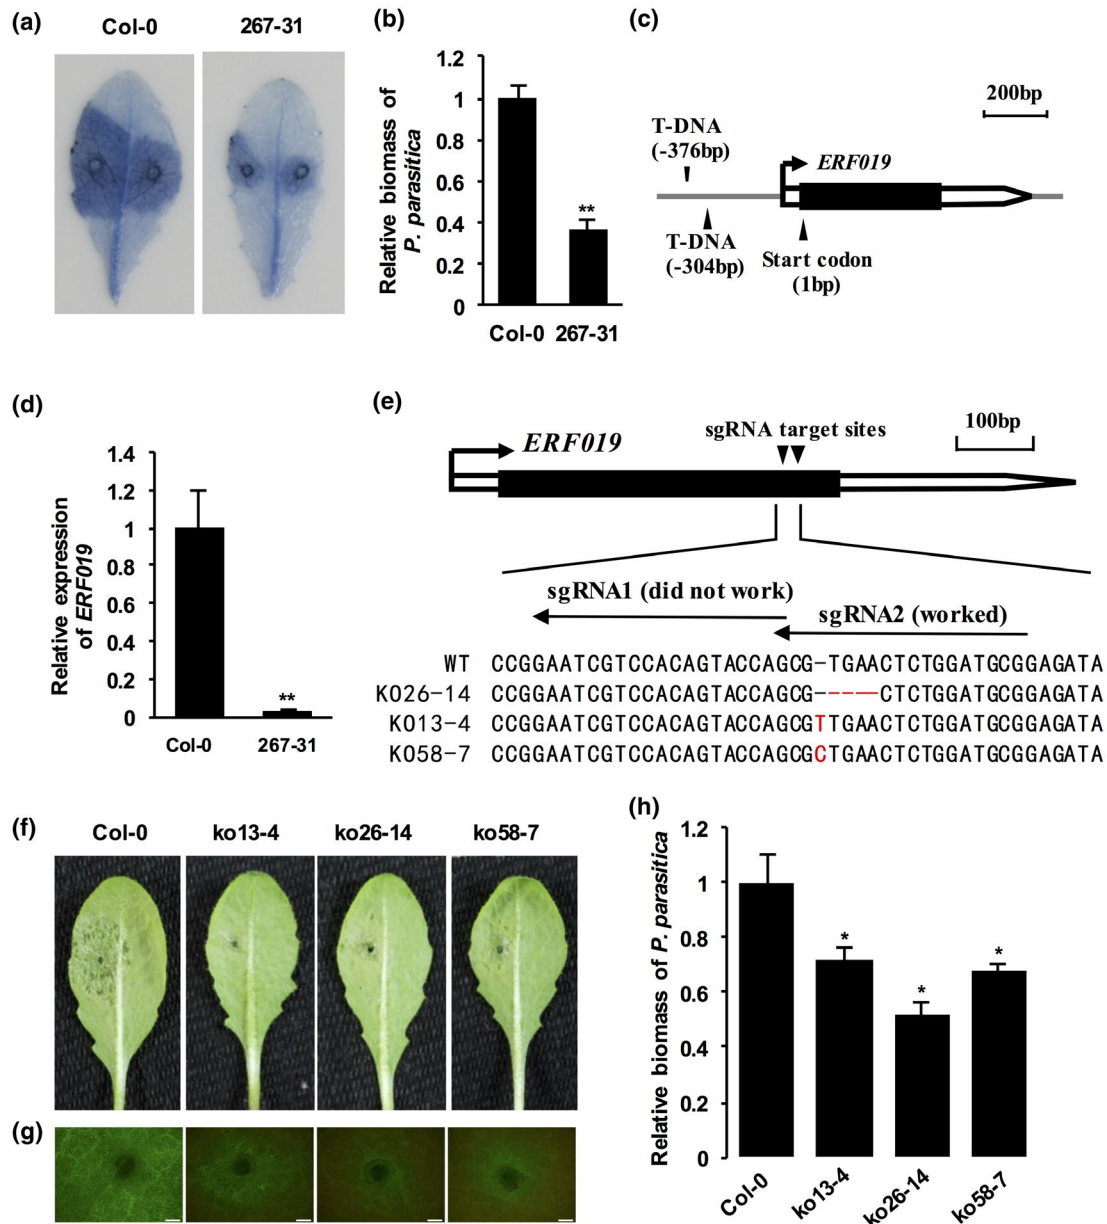 (a)
Col-0 267-31
(b)
Relative biomass of
P. parasitica
1.2
1
0.8
0.6
0.4
0.2
0
**
Col-0 267-31
(c)
200bp
T-DNA
(-376bp)
ERF019
T-DNA
(-304bp)
Start codon
(1bp)
(d)
Relative expression
of ERF019
1.4
1.2
1
0.8
0.6
0.4
0.2
0
**
Col-0 267-31
(e)
ERF019
sgRNA target sites
100bp
sgRNA1 (did not work)
sgRNA2 (worked)
WT CCGGAATCGTCCACAGTACCAGCG-TGAACTCTGGATGCGGAGATA
KO26-14 CCGGAATCGTCCACAGTACCAGCG-----CTCTGGATGCGGAGATA
KO13-4 CCGGAATCGTCCACAGTACCAGCGTTGAACTCTGGATGCGGAGATA
KO58-7 CCGGAATCGTCCACAGTACCAGCGCTGAACTCTGGATGCGGAGATA
(f)
Col-0 ko13-4 ko26-14 ko58-7
(g)
(h)
Relative biomass of P. parasitica
1.2
1
0.8
0.6
0.4
0.2
0
*
*
*
Col-0
ko13-4
ko26-14
ko58-7